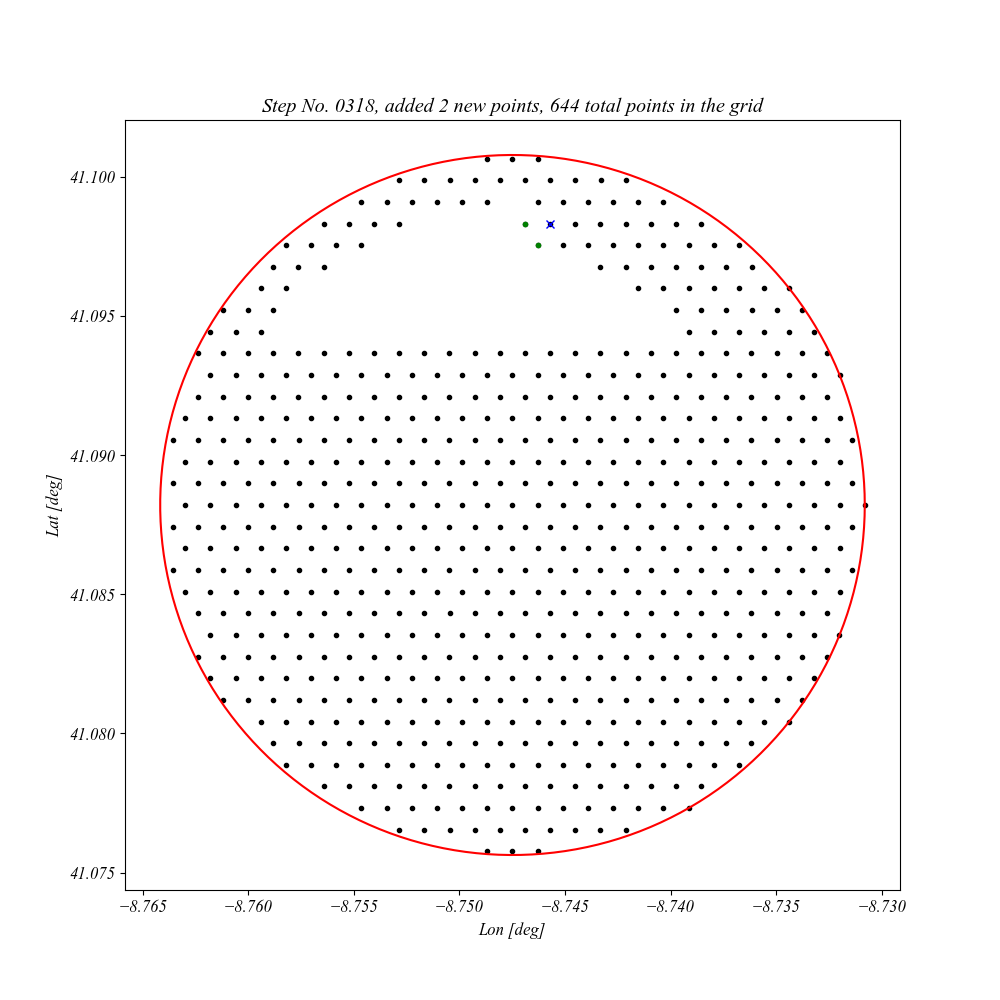 Step No. 0318, added 2 new points, 644 total points in the grid
41.100
41.095
41.090
41.085
41.080
41.075
Lat [deg]
−8.765 −8.760 −8.755 −8.750 −8.745 −8.740 −8.735 −8.730
Lon [deg]